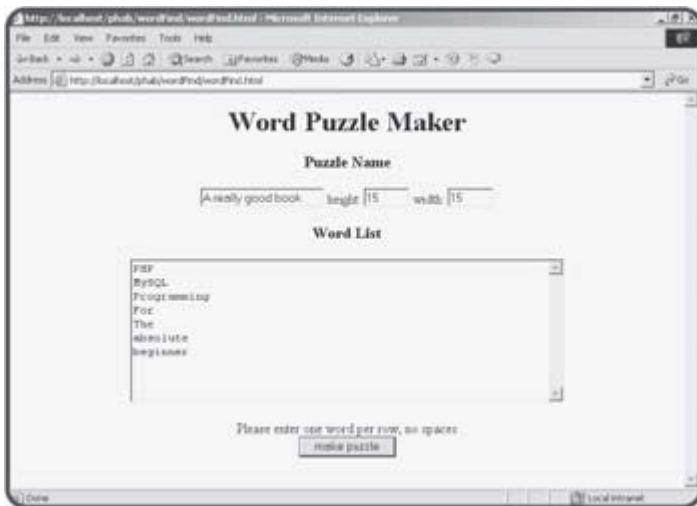 http://localhost/phab/wordFind/wordFind.html - Microsoft Internet Explorer
File Edit View Favorites Tools Help
Back Search Favorites Media
Address http://localhost/phab/wordFind/wordFind.html Go
Word Puzzle Maker
Puzzle Name
A really good book height: 15 width: 15
Word List
PHP
MySQL
Programming
For
The
absolute
beginner
Please enter one word per row, no spaces
make puzzle
Done Local intranet